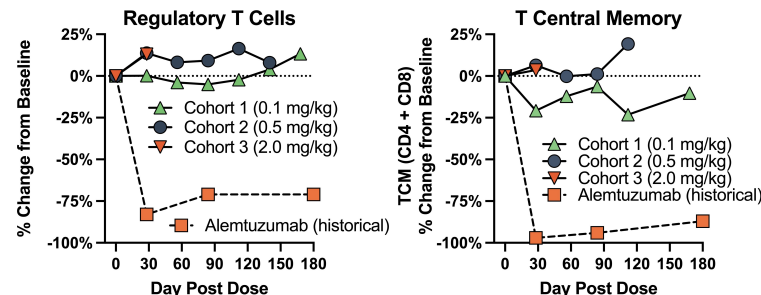 Regulatory T Cells
% Change from Baseline
25%
0%
-25%
-50%
-75%
-100%
Cohort 1 (0.1 mg/kg)
Cohort 2 (0.5 mg/kg)
Cohort 3 (2.0 mg/kg)
Alemtuzumab (historical)
0 30 60 90 120 150 180
Day Post Dose
T Central Memory
TCM (CD4 + CD8)
% Change from Baseline
25%
0%
-25%
-50%
-75%
-100%
Cohort 1 (0.1 mg/kg)
Cohort 2 (0.5 mg/kg)
Cohort 3 (2.0 mg/kg)
Alemtuzumab (historical)
0 30 60 90 120 150 180
Day Post Dose